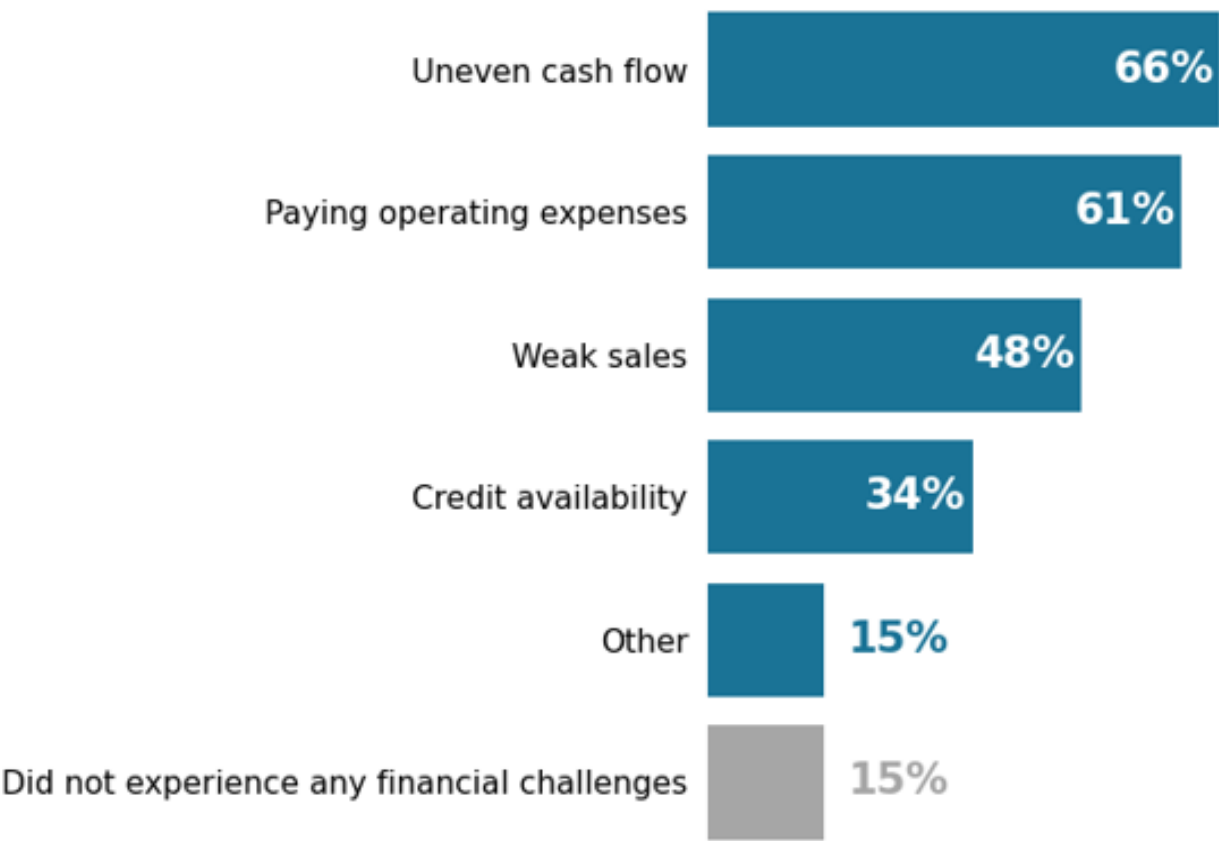 Uneven cash flow 66%
Paying operating expenses 61%
Weak sales 48%
Credit availability 34%
Other 15%
Did not experience any financial challenges 15%